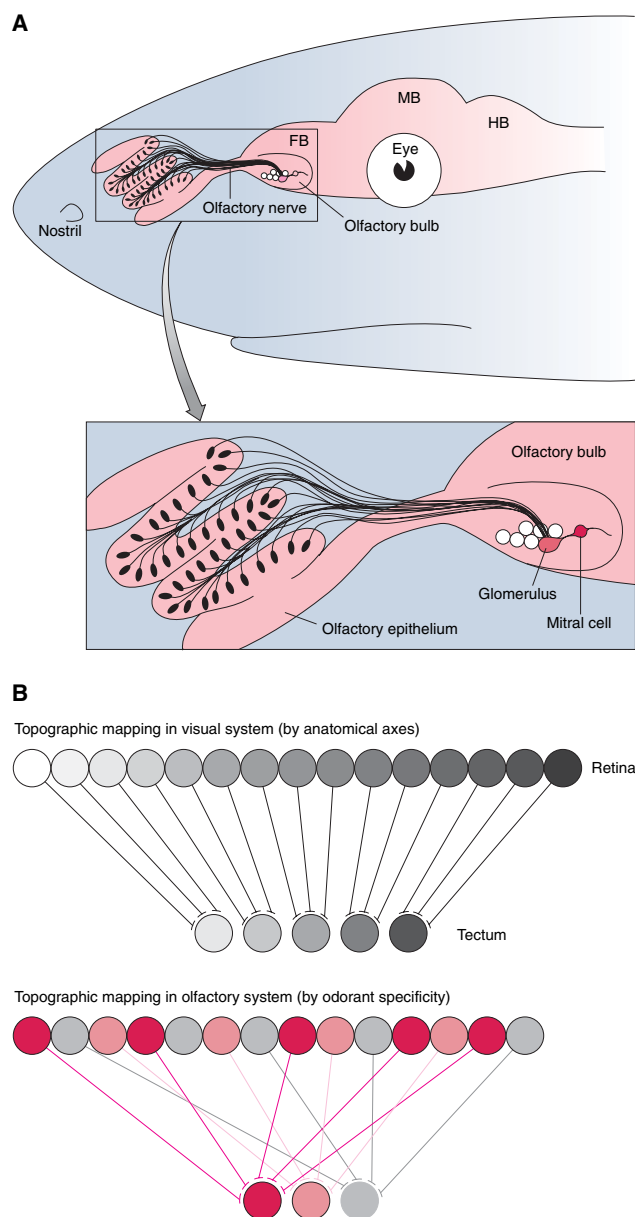 A
MB
HB
FB
Eye
Olfactory nerve
Olfactory bulb
Nostril
Olfactory bulb
Glomerulus
Mitral cell
Olfactory epithelium
B
Topographic mapping in visual system (by anatomical axes)
Retina
Tectum
Topographic mapping in olfactory system (by odorant specificity)